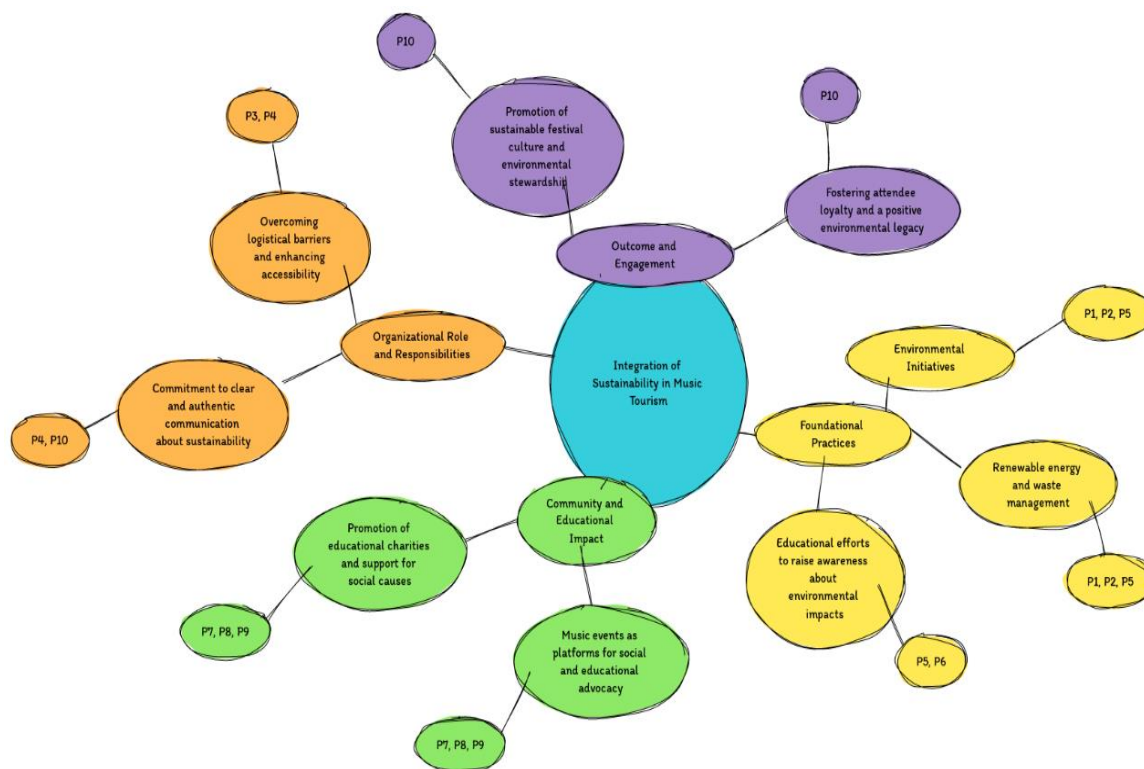 P10
Promotion of
sustainable festival
culture and
environmental
stewardship
P10
Fostering attendee
loyalty and a positive
environmental legacy
Outcome and
Engagement
P3, P4
Overcoming
logistical barriers
and enhancing
accessibility
Organizational Role
and Responsibilities
Commitment to clear
and authentic
communication
about sustainability
P4, P10
Integration of
Sustainability in Music
Tourism
P1, P2, P5
Environmental
Initiatives
Foundational
Practices
Renewable energy
and waste
management
P1, P2, P5
Educational efforts
to raise awareness
about
environmental
impacts
P5, P6
Community and
Educational
Impact
Promotion of
educational charities
and support for
social causes
P7, P8, P9
Music events as
platforms for social
and educational
advocacy
P7, P8, P9